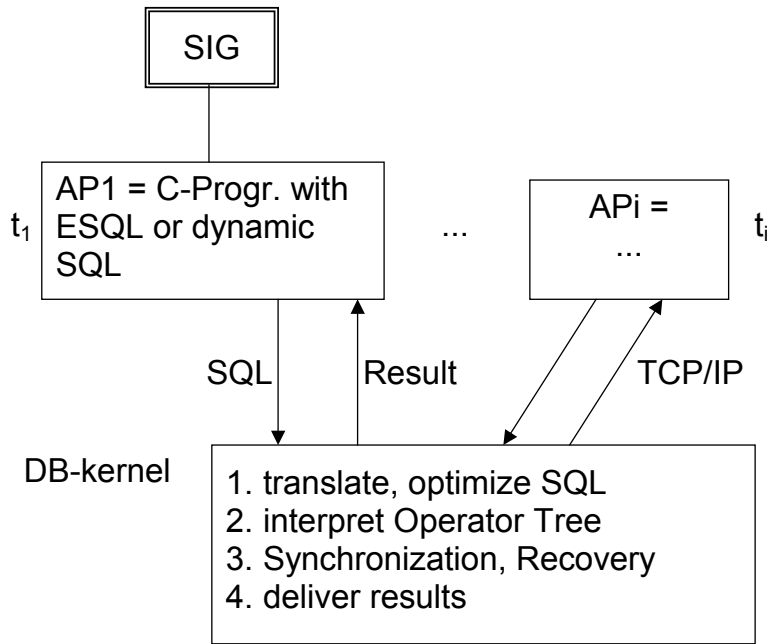 SIG
AP1 = C-Progr. with
ESQL or dynamic
SQL
t₁
...
APi =
...
tᵢ
SQL
Result
TCP/IP
DB-kernel
1. translate, optimize SQL
2. interpret Operator Tree
3. Synchronization, Recovery
4. deliver results